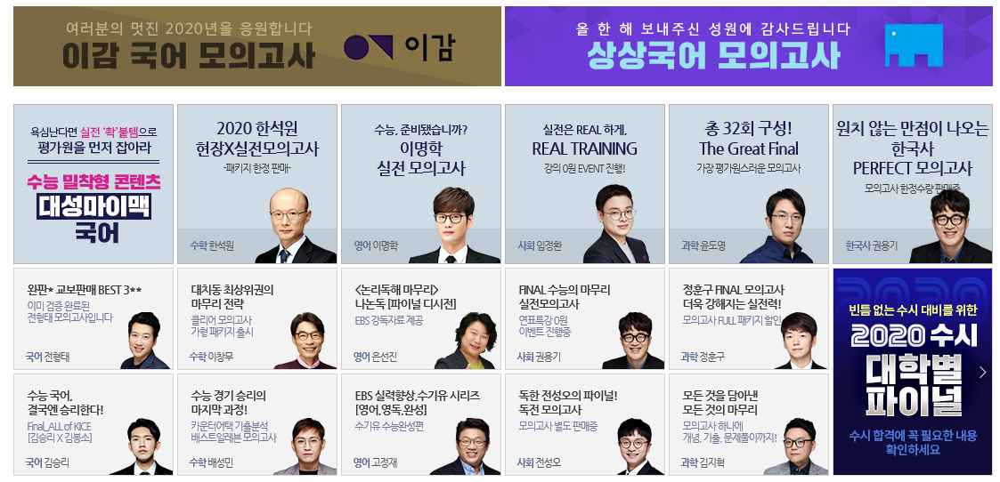 여러분의 멋진 2020년을 응원합니다
이감 국어 모의고사
이감
올 한 해 보내주신 성원에 감사드립니다
상상국어 모의고사
욕심난다면 실전 '촥'붙템으로
평가원을 먼저 잡아라
수능 밀착형 콘텐츠
대성마이맥
국어
2020 한석원
현장X실전모의고사
-패키지 한정 판매-
수학 한석원
수능, 준비됐습니까?
이명학
실전 모의고사
영어 이명학
실전은 REAL 하게,
REAL TRAINING
강의 0원 EVENT 진행!
사회 임정환
총 32회 구성!
The Great Final
가장 평가원스러운 모의고사
과학 윤도영
원치 않는 만점이 나오는
한국사
PERFECT 모의고사
모의고사 한정수량 판매중
한국사 권용기
완판* 교보판매 BEST 3**
이미 검증 완료된
전형태 모의고사입니다
국어 전형태
대치동 최상위권의
마무리 전략
클리어 모의고사
가형 패키지 출시
수학 이창무
<논리독해 마무리>
나논독 [파이널 디시전]
EBS 강독자료 제공
영어 은선진
FINAL 수능의 마무리
실전모의고사
연표특강 0원
이벤트 진행중
사회 권용기
정훈구 FINAL 모의고사
더욱 강해지는 실전력!
모의고사 FULL 패키지 할인
과학 정훈구
빈틈 없는 수시 대비를 위한
2020 수시
대학별
파이널
수시 합격에 꼭 필요한 내용
확인하세요
수능 국어,
결국엔 승리한다!
Final_ALL of KICE
[김승리 X 김봉소]
국어 김승리
수능 경기 승리의
마지막 과정!
카운터어택 기출분석
베스트일레븐 모의고사
수학 배성민
EBS 실력향상.수기유 시리즈
[영어,영독,완성]
수기유 수능완성편
영어 고정재
독한 전성오의 파이널!
독전 모의고사
모의고사 별도 판매중
사회 전성오
모든 것을 담아낸
모든 것의 마무리
모의고사 하나에
개념, 기출, 문제풀이까지!
과학 김지혁